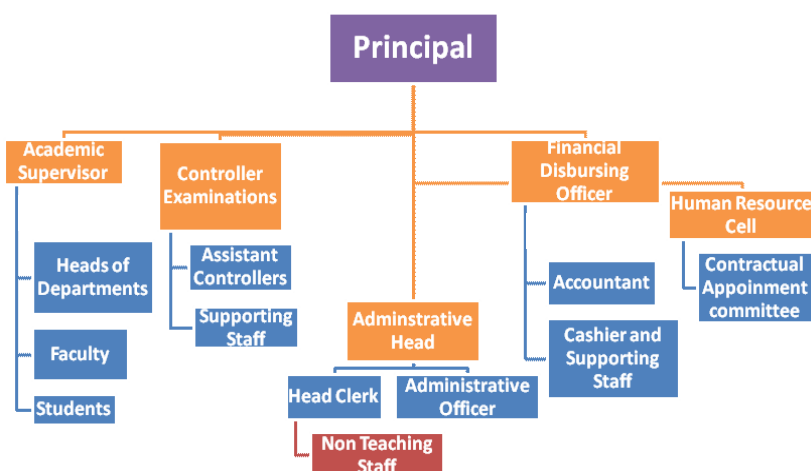 Principal
Academic
Supervisor
Controller
Examinations
Financial
Disbursing
Officer
Human Resource
Cell
Heads of
Departments
Faculty
Students
Assistant
Controllers
Supporting
Staff
Adminstrative
Head
Head Clerk
Administrative
Officer
Non Teaching
Staff
Accountant
Cashier and
Supporting
Staff
Contractual
Appoinment
committee